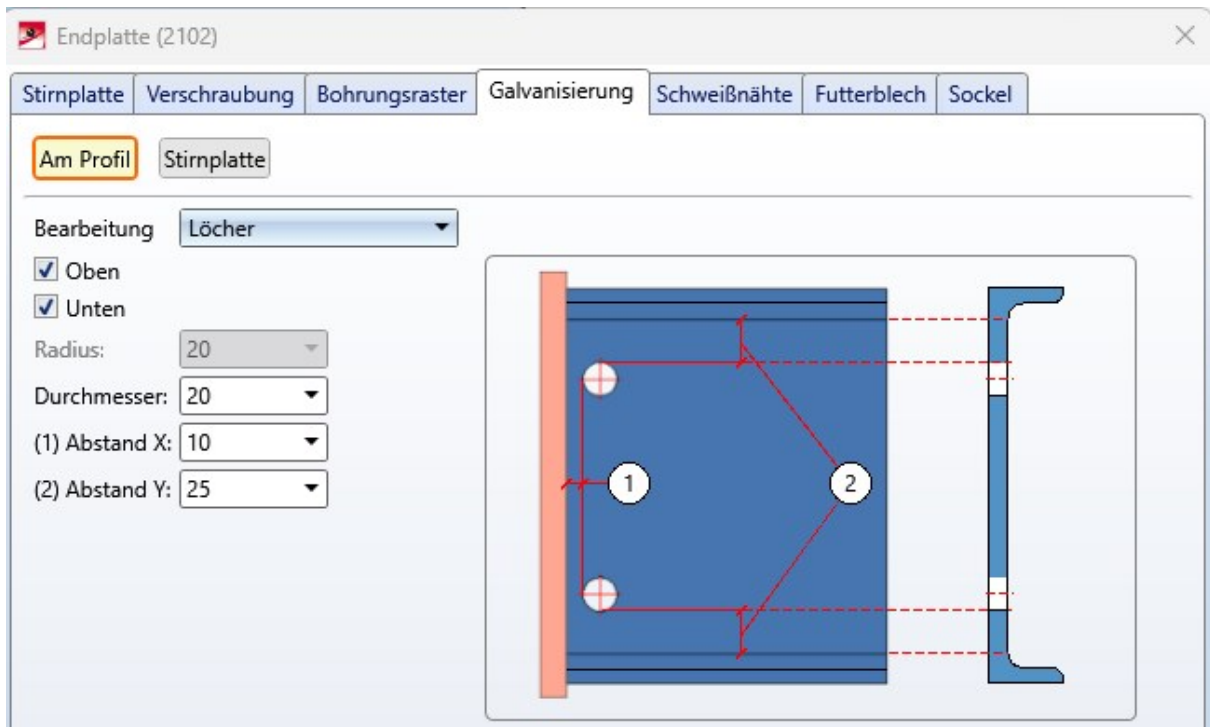 Endplatte (2102)
Stirnplatte Verschraubung Bohrungsraster Galvanisierung Schweißnähte Futterblech Sockel
Am Profil Stirnplatte
Bearbeitung Löcher
Oben
Unten
Radius: 20
Durchmesser: 20
(1) Abstand X: 10
(2) Abstand Y: 25
1 2